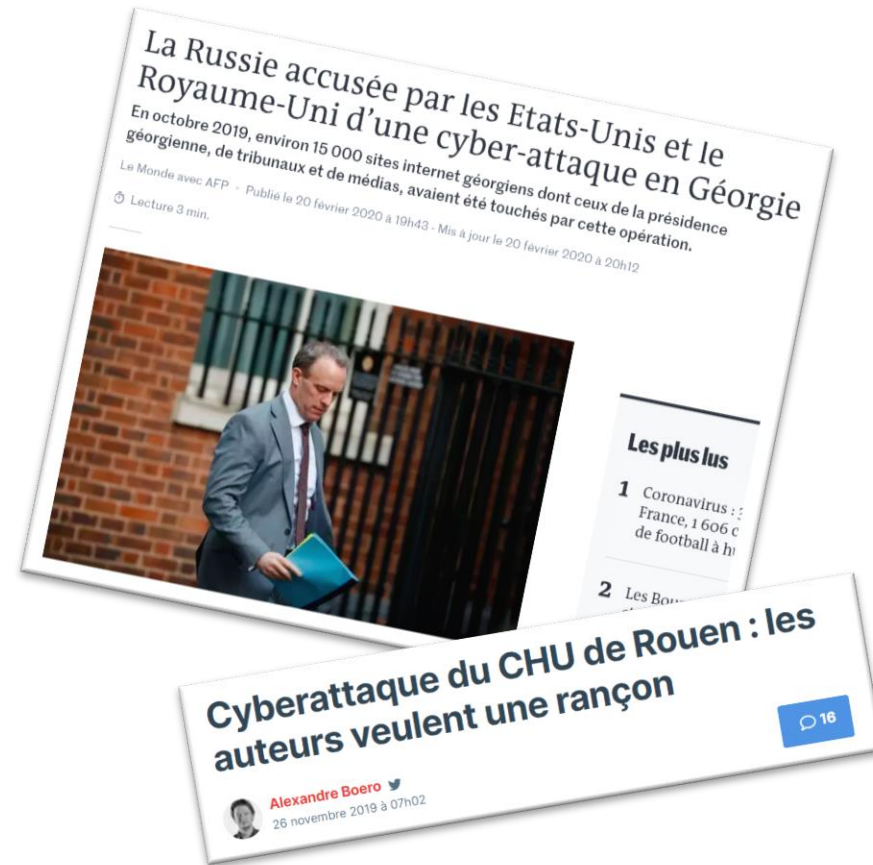 La Russie accusée par les Etats-Unis et le
Royaume-Uni d’une cyber-attaque en Géorgie
En octobre 2019, environ 15 000 sites internet géorgiens dont ceux de la présidence
géorgienne, de tribunaux et de médias, avaient été touchés par cette opération.
Le Monde avec AFP · Publié le 20 février 2020 à 19h43 - Mis à jour le 20 février 2020 à 20h12
Lecture 3 min.
Les plus lus
1 Coronavirus :
France, 1 606 c
de football à h
2 Les Bou
Cyberattaque du CHU de Rouen : les
auteurs veulent une rançon
16
Alexandre Boero
26 novembre 2019 à 07h02